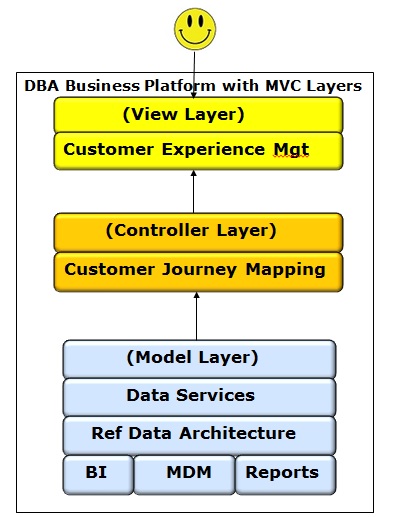 DBA Business Platform with MVC Layers
(View Layer)
Customer Experience Mgt
(Controller Layer)
Customer Journey Mapping
(Model Layer)
Data Services
Ref Data Architecture
BI MDM Reports